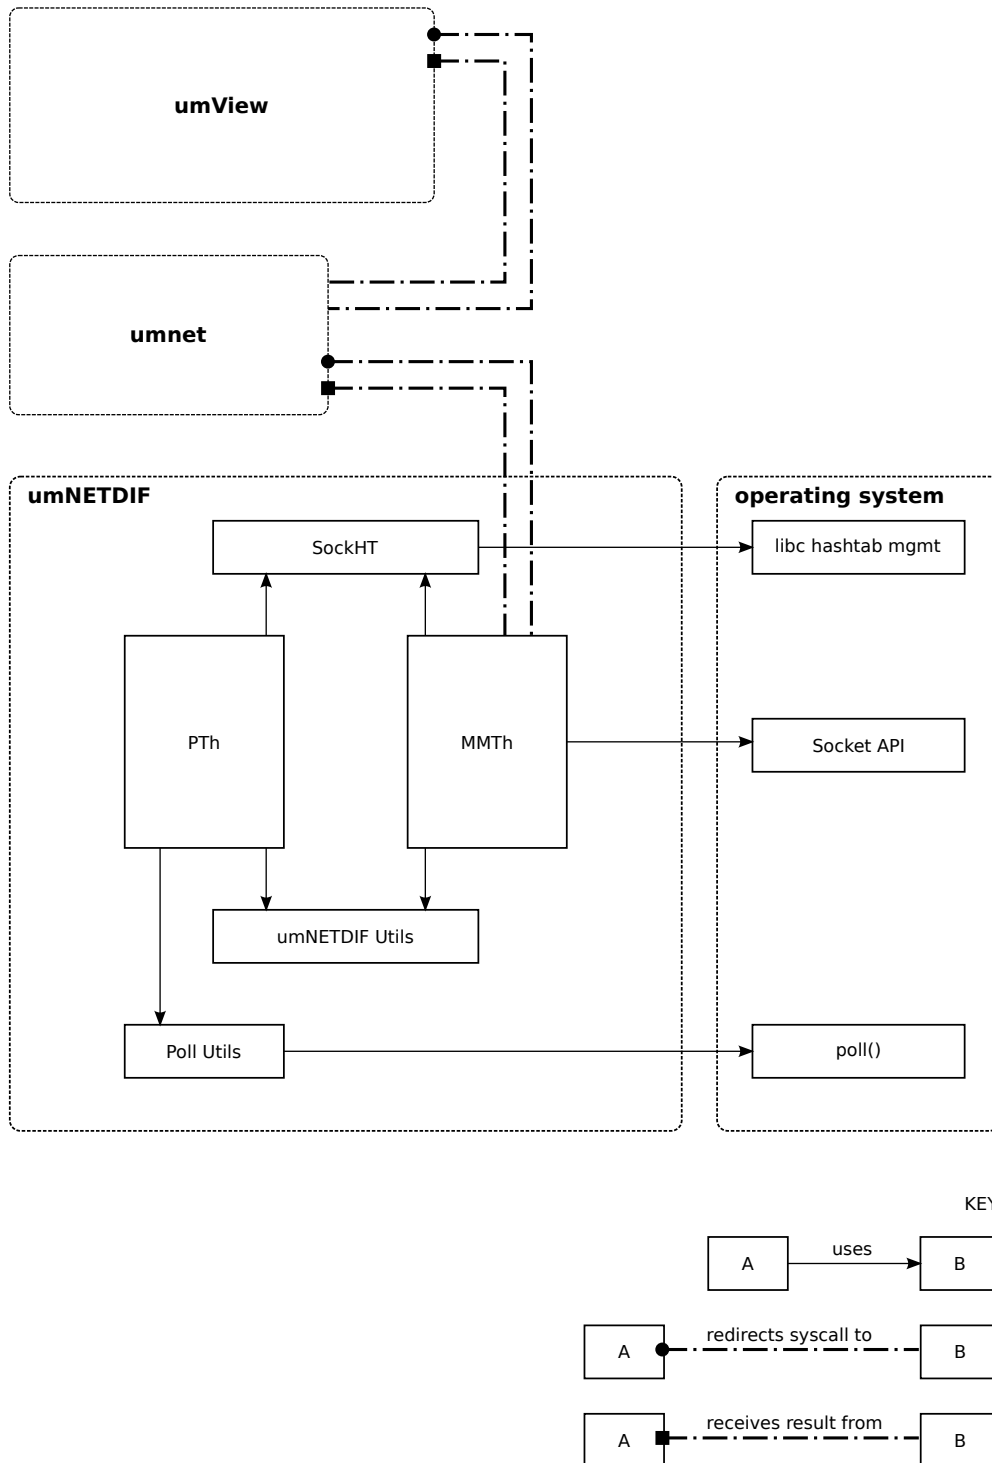 umView
umnet
umNETDIF
operating system
SockHT
libc hashtab mgmt
PTh
MMTh
Socket API
umNETDIF Utils
Poll Utils
poll()
KEY
A
uses
B
A
redirects syscall to
B
A
receives result from
B